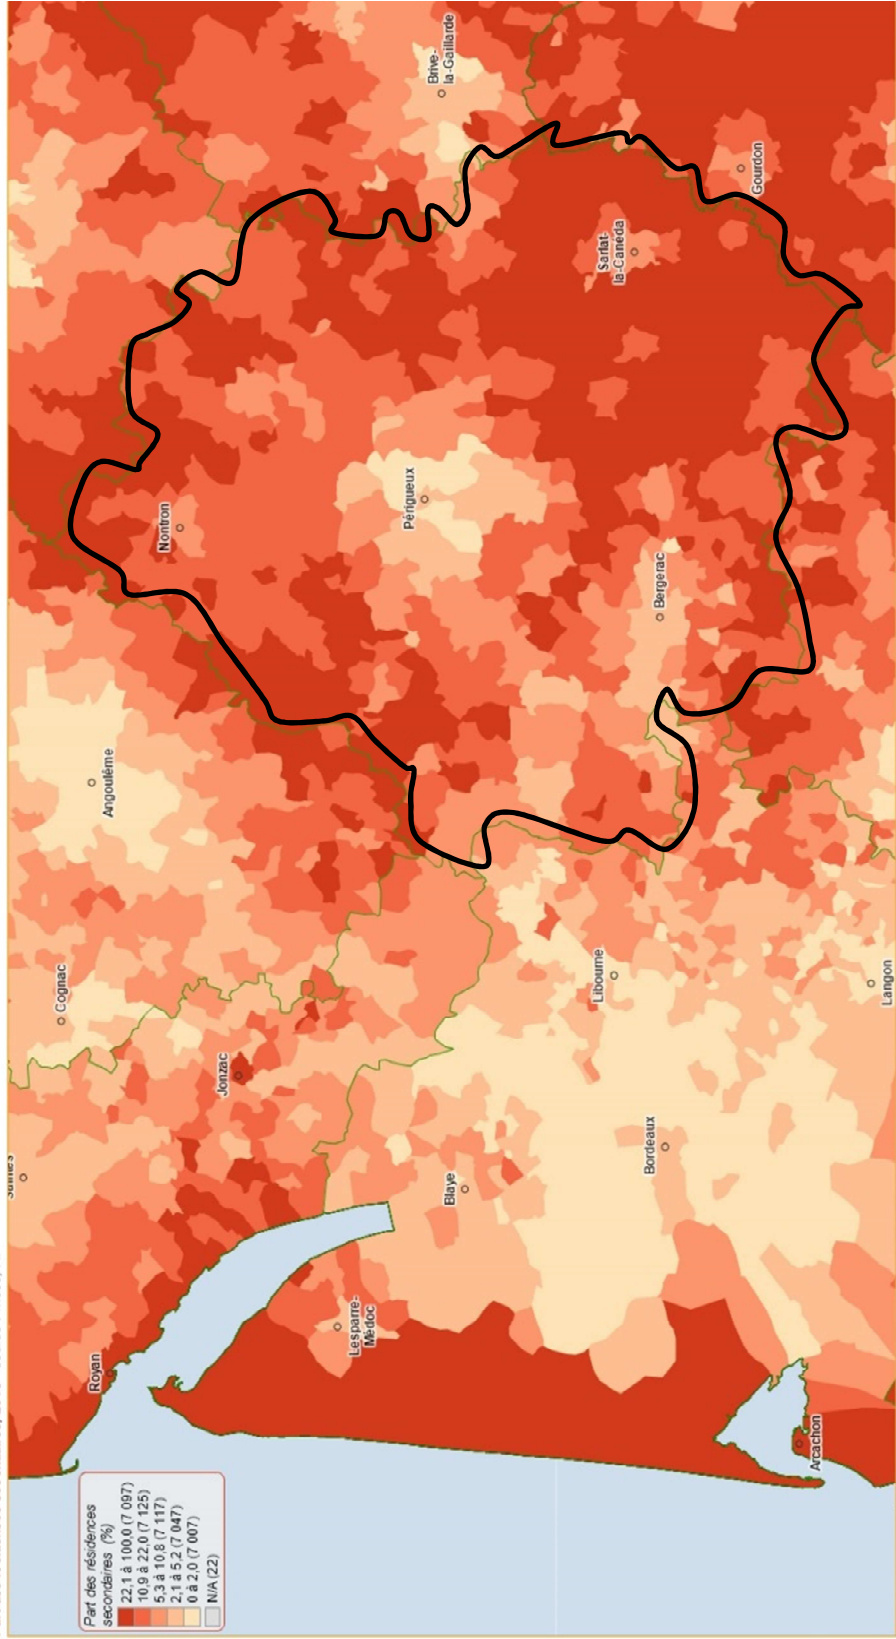 Part des résidences
secondaires (%)
22,1 à 100,0 (7 097)
10,9 à 22,0 (7 125)
5,3 à 10,8 (7 117)
2,1 à 5,2 (7 047)
0 à 2,0 (7 007)
N/A (22)
Royan
Cognac
Angoulême
Nontron
Jonzac
Lesparre-
Médoc
Blaye
Périgueux
Brive-
la-Gaillarde
Libourne
Bordeaux
Bergerac
Sarlat-
la-Canéda
Gourdon
Arcachon
Langon